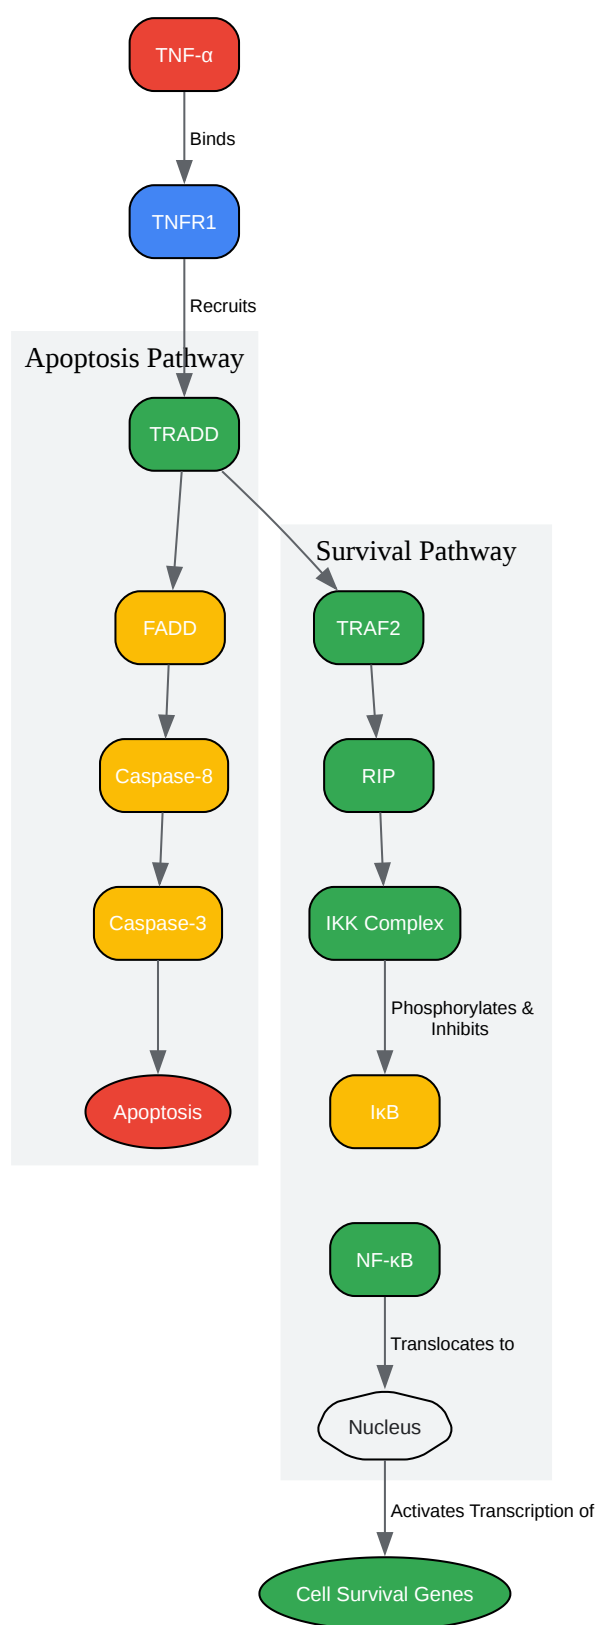 TNF-α
Binds
TNFR1
Recruits
Apoptosis Pathway
TRADD
Survival Pathway
FADD
TRAF2
Caspase-8
RIP
Caspase-3
IKK Complex
Phosphorylates &
Inhibits
Apoptosis
IκB
NF-κB
Translocates to
Nucleus
Activates Transcription of
Cell Survival Genes